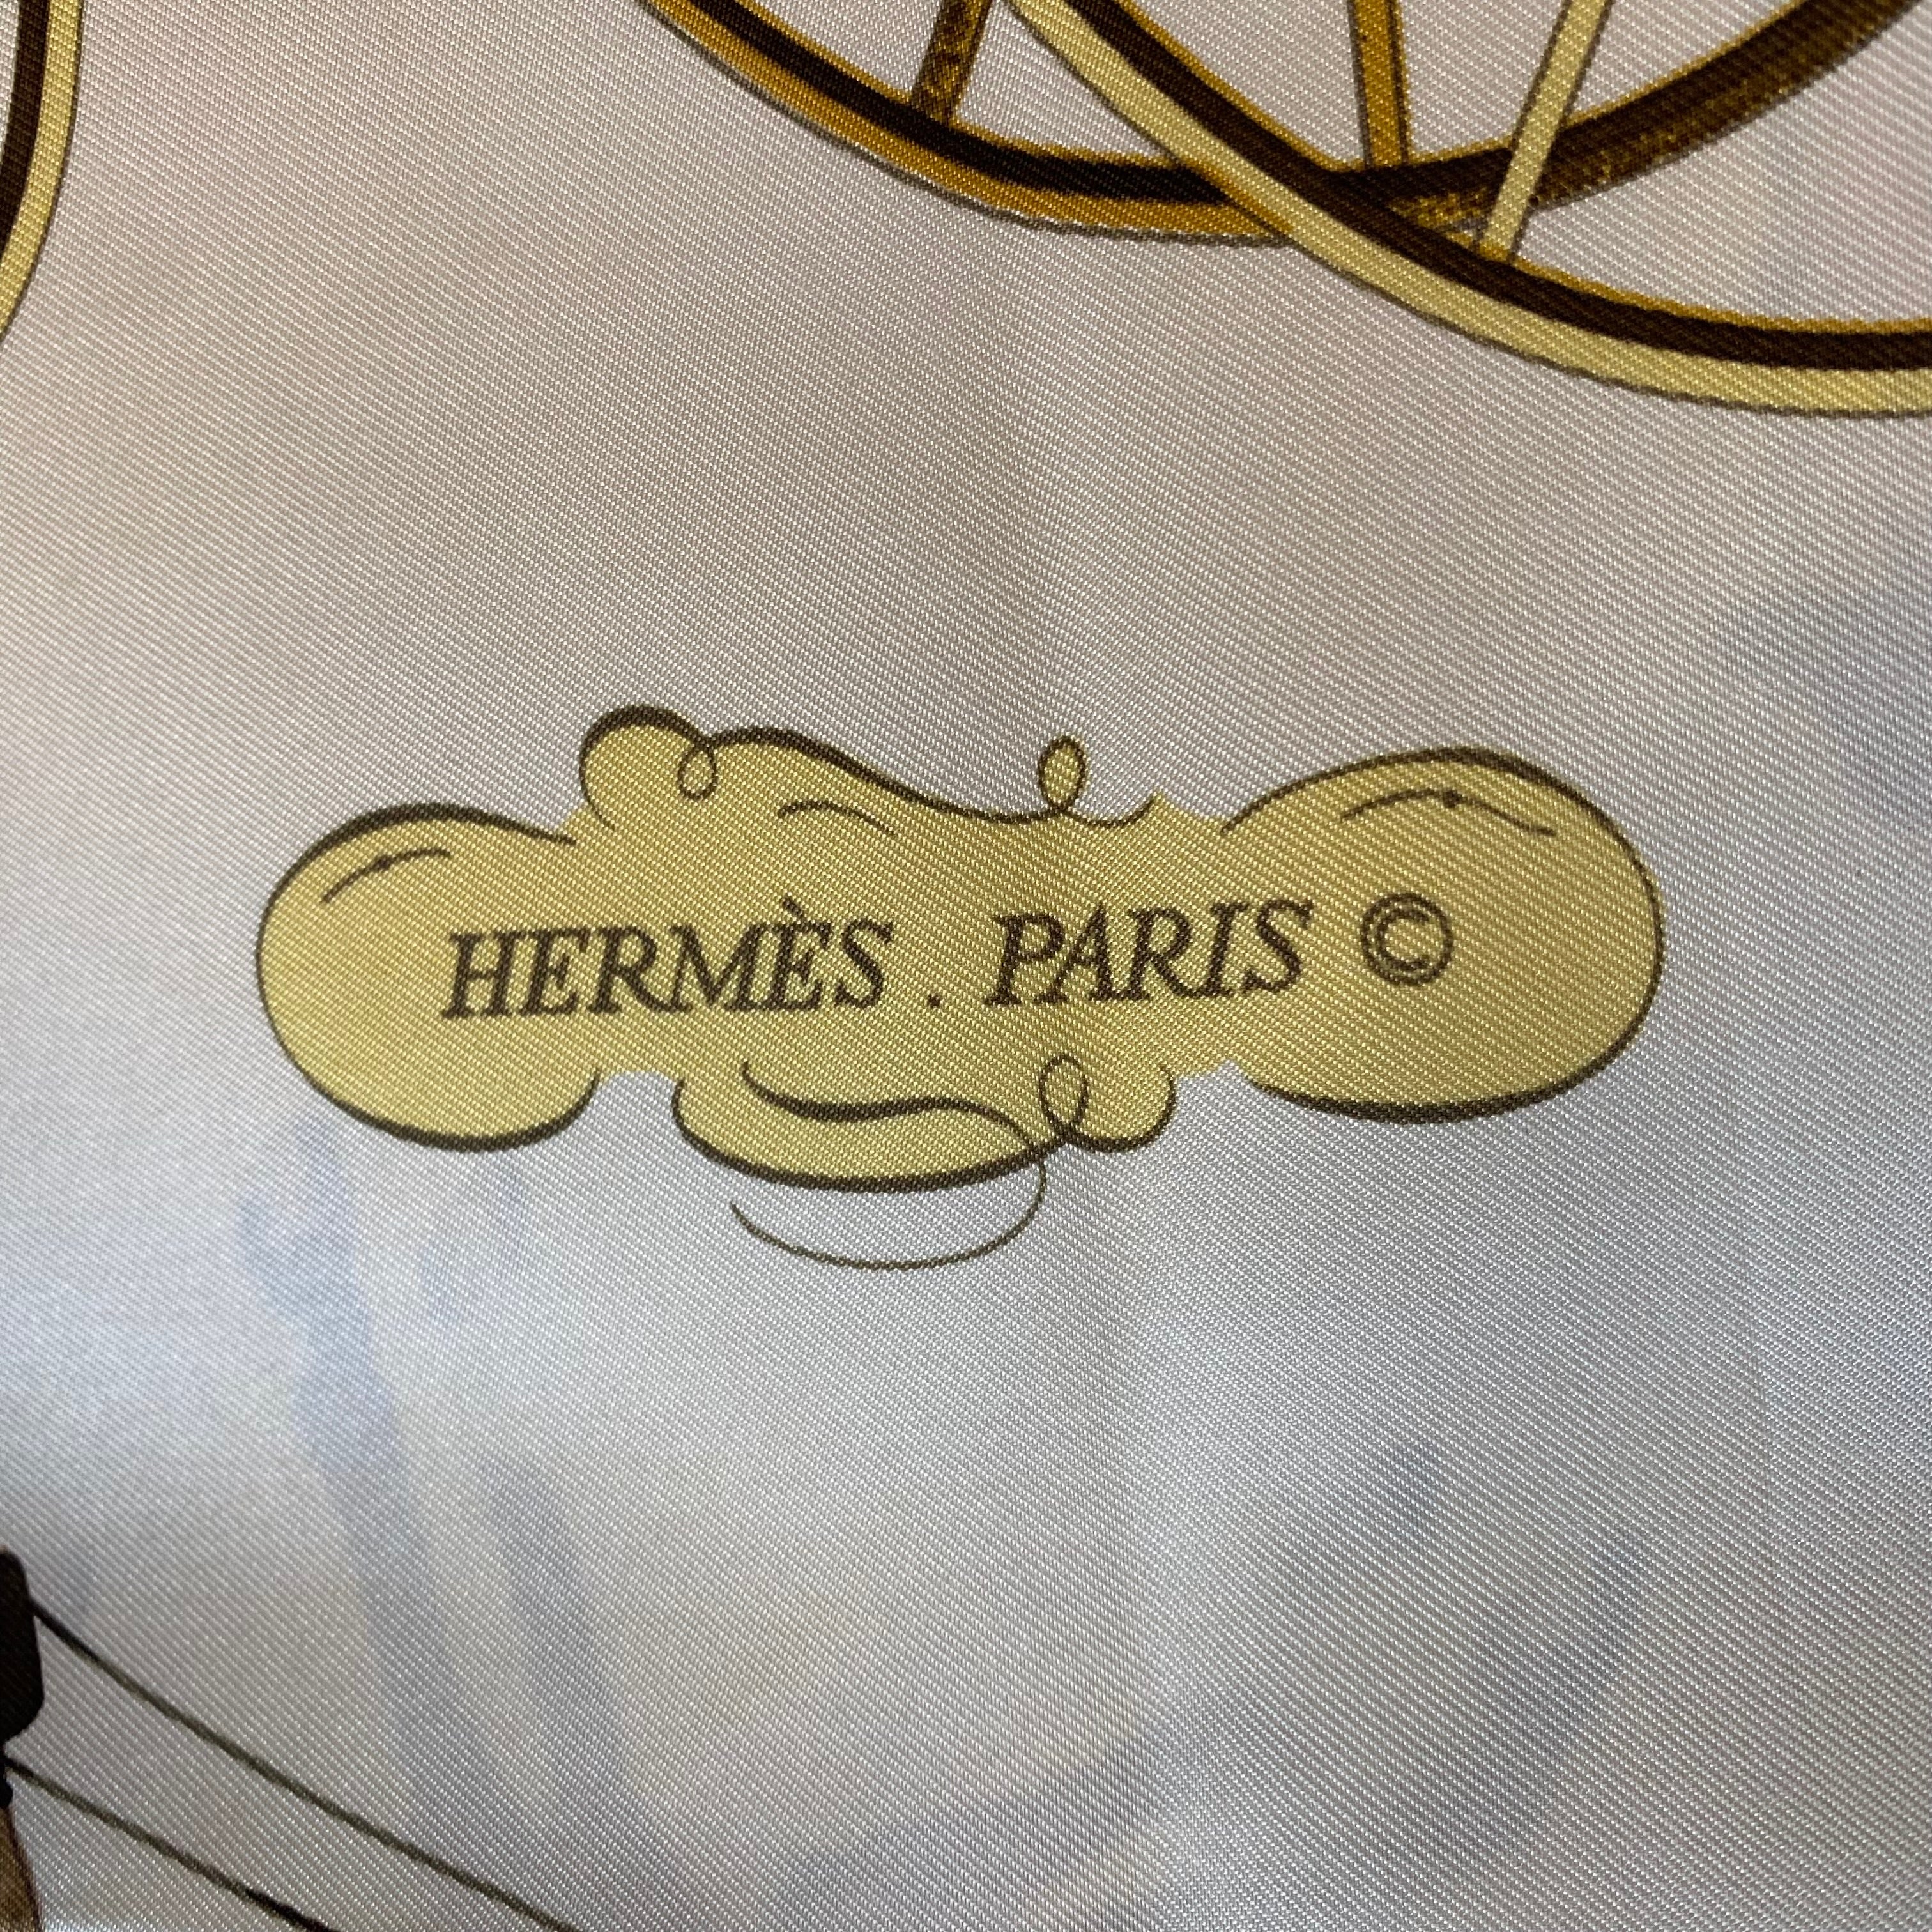 HERMÈS . PARIS ©